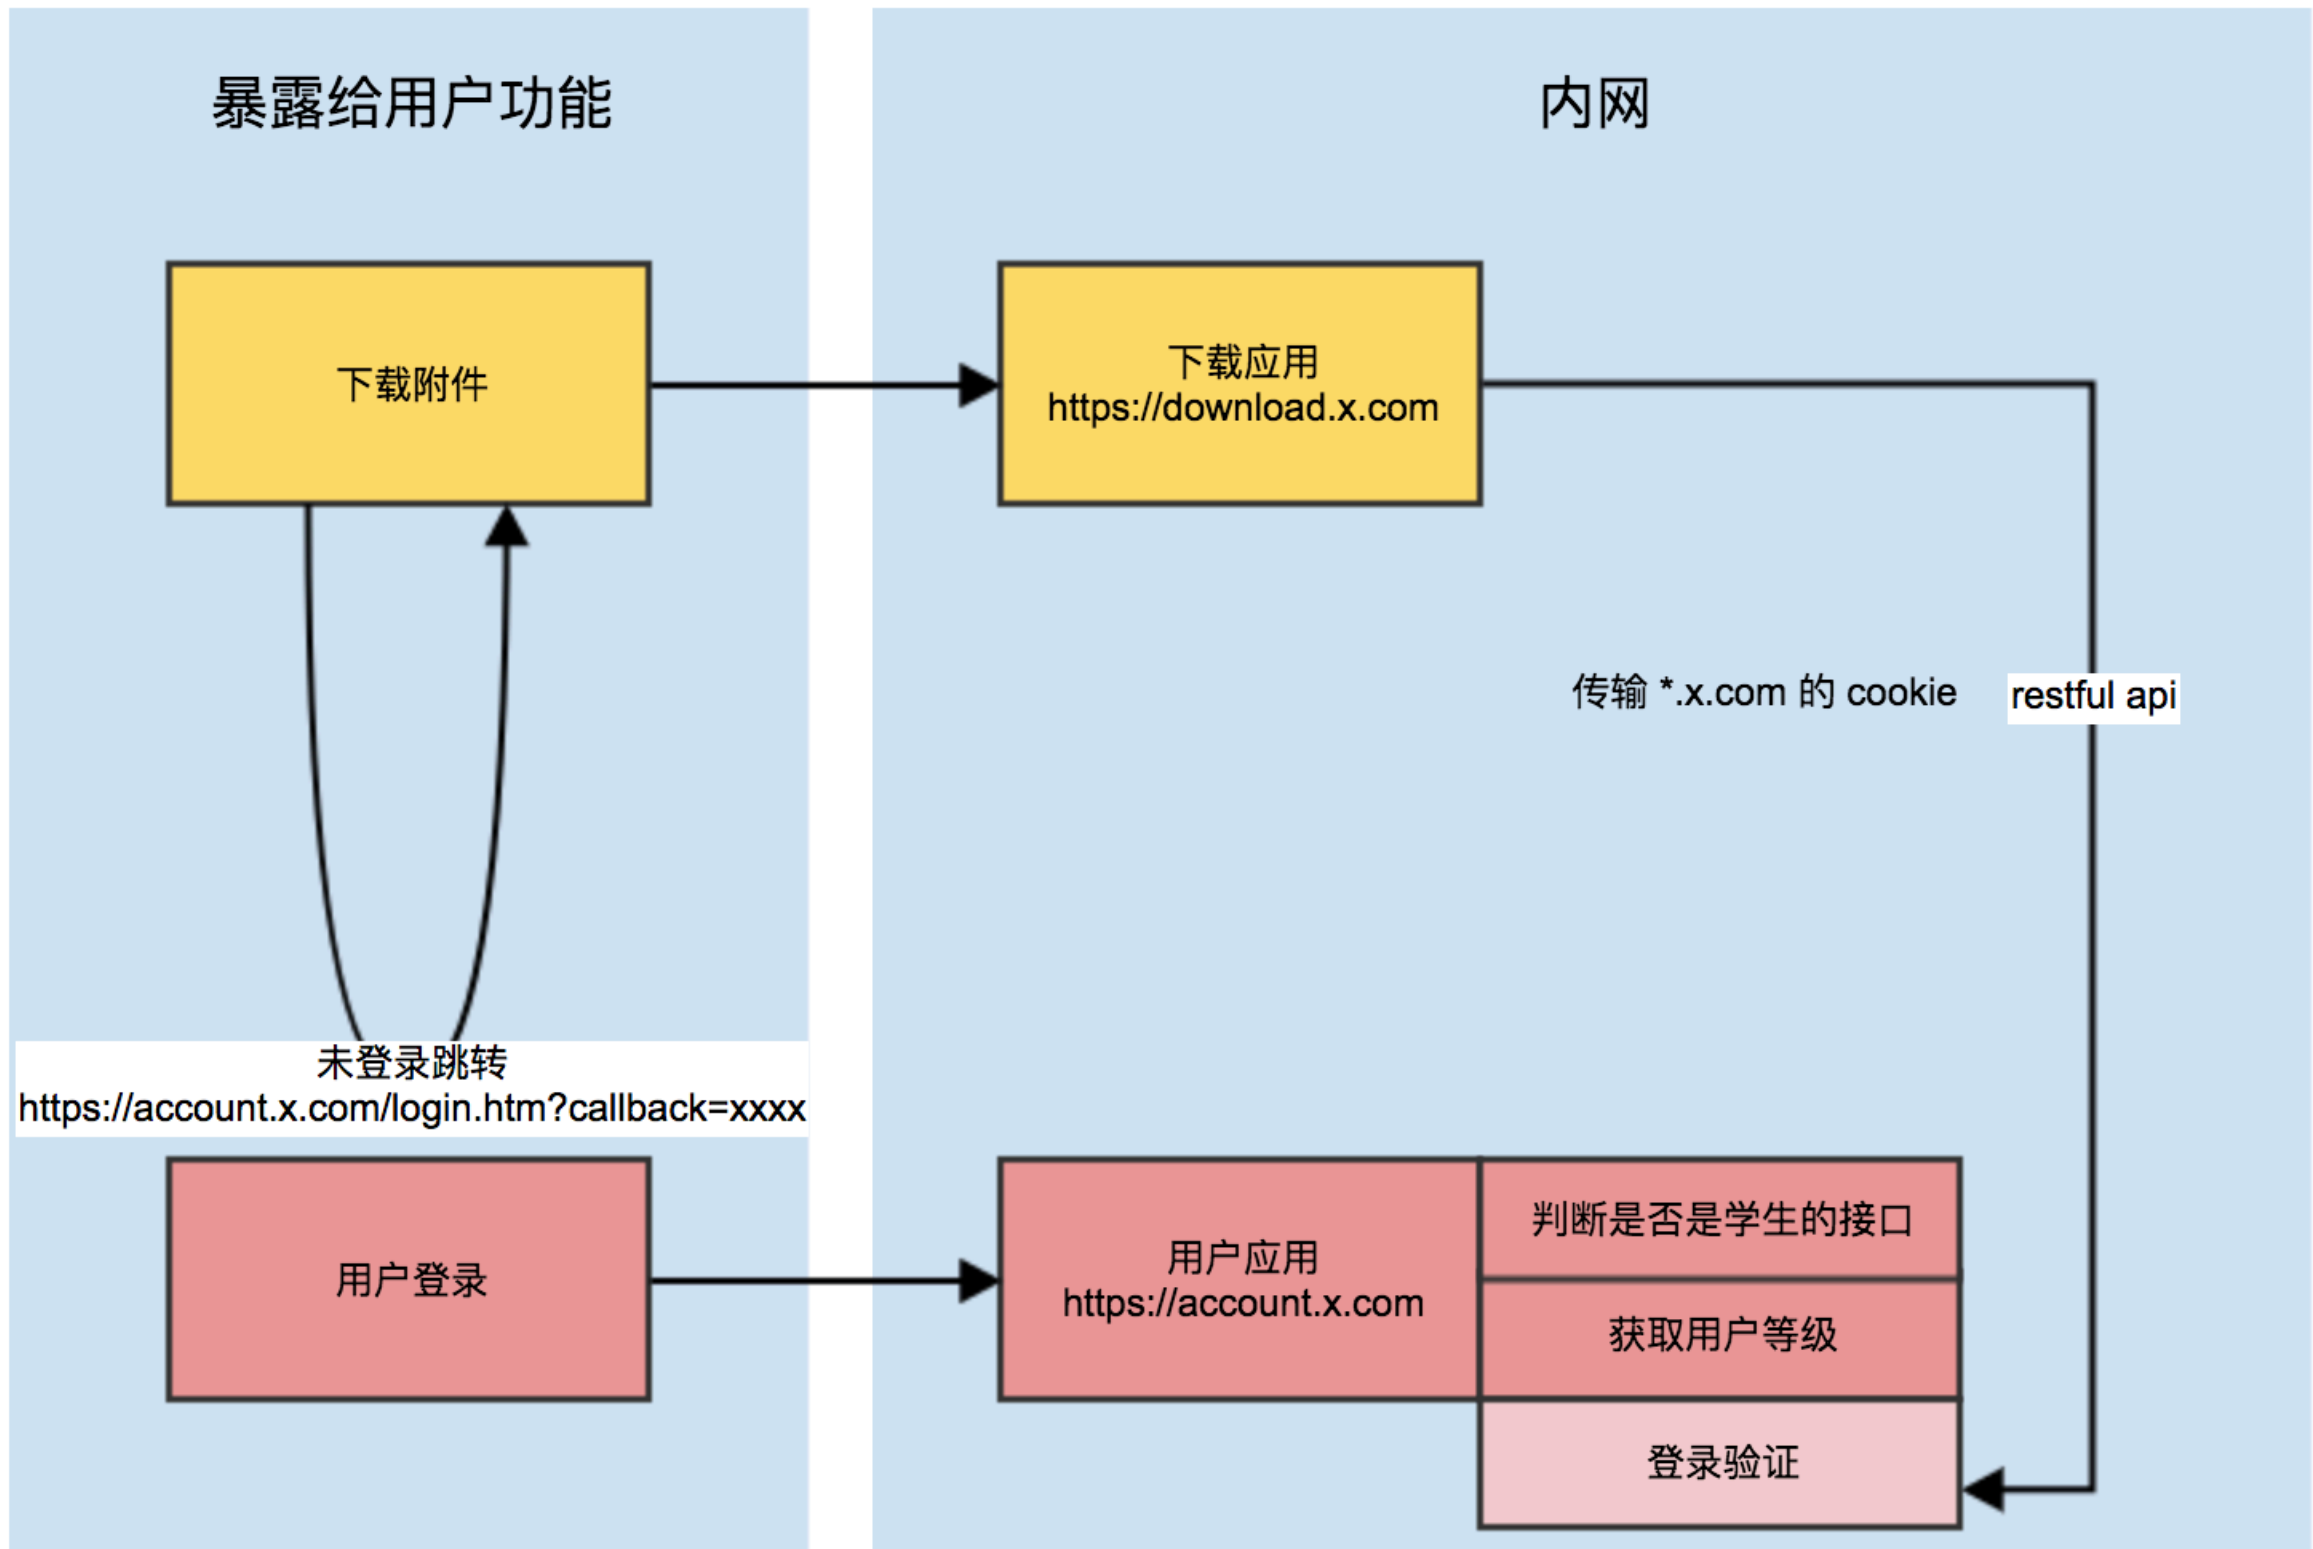 暴露给用户功能
内网
下载附件
下载应用
https://download.x.com
传输 *.x.com 的 cookie
restful api
未登录跳转
https://account.x.com/login.htm?callback=xxxx
用户登录
用户应用
https://account.x.com
判断是否是学生的接口
获取用户等级
登录验证